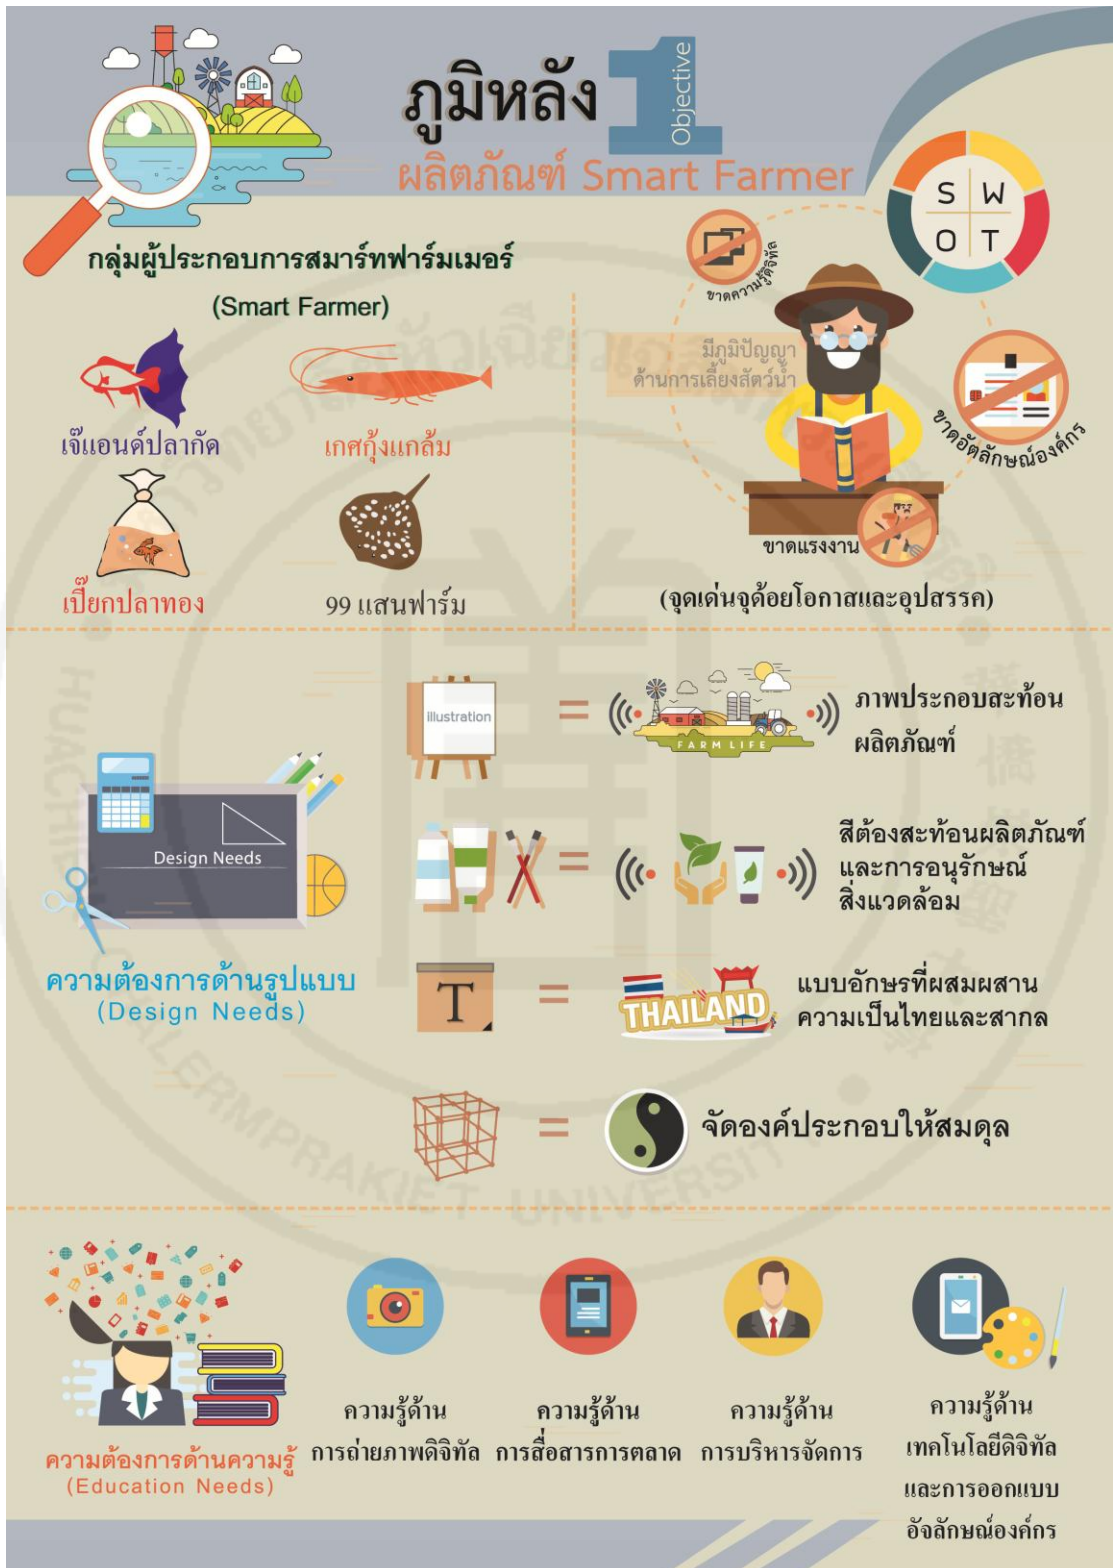 ภูมิหลัง
1
Objective
ผลิตภัณฑ์ Smart Farmer
กลุ่มผู้ประกอบการสมาร์ทฟาร์มเมอร์
(Smart Farmer)
เจ๊แอนด์ปลากัด
เกศกุ้งแกล้ม
เปี๊ยกปลาทอง
99 แสนฟาร์ม
S W
O T
ขาดความรู้ดิจิทัล
มีภูมิปัญญา
ด้านการเลี้ยงสัตว์น้ำ
ขาดอัตลักษณ์องค์กร
ขาดแรงงาน
(จุดเด่นจุด้อยโอกาสและอุปสรรค)
Design Needs
ความต้องการด้านรูปแบบ
(Design Needs)
illustration
=
FARM LIFE
ภาพประกอบสะท้อน
ผลิตภัณฑ์
=
สีต้องสะท้อนผลิตภัณฑ์
และการอนุรักษณ์
สิ่งแวดล้อม
T
=
THAILAND
แบบอักษรที่ผสมผสาน
ความเป็นไทยและสากล
=
จัดองค์ประกอบให้สมดุล
ความต้องการด้านความรู้
(Education Needs)
ความรู้ด้าน
การถ่ายภาพดิจิทัล
ความรู้ด้าน
การสื่อสารการตลาด
ความรู้ด้าน
การบริหารจัดการ
ความรู้ด้าน
เทคโนโลยีดิจิทัล
และการออกแบบ
อัจลักษณ์องค์กร
HUACHIEW CHALERMPRAKIET UNIVERSITY